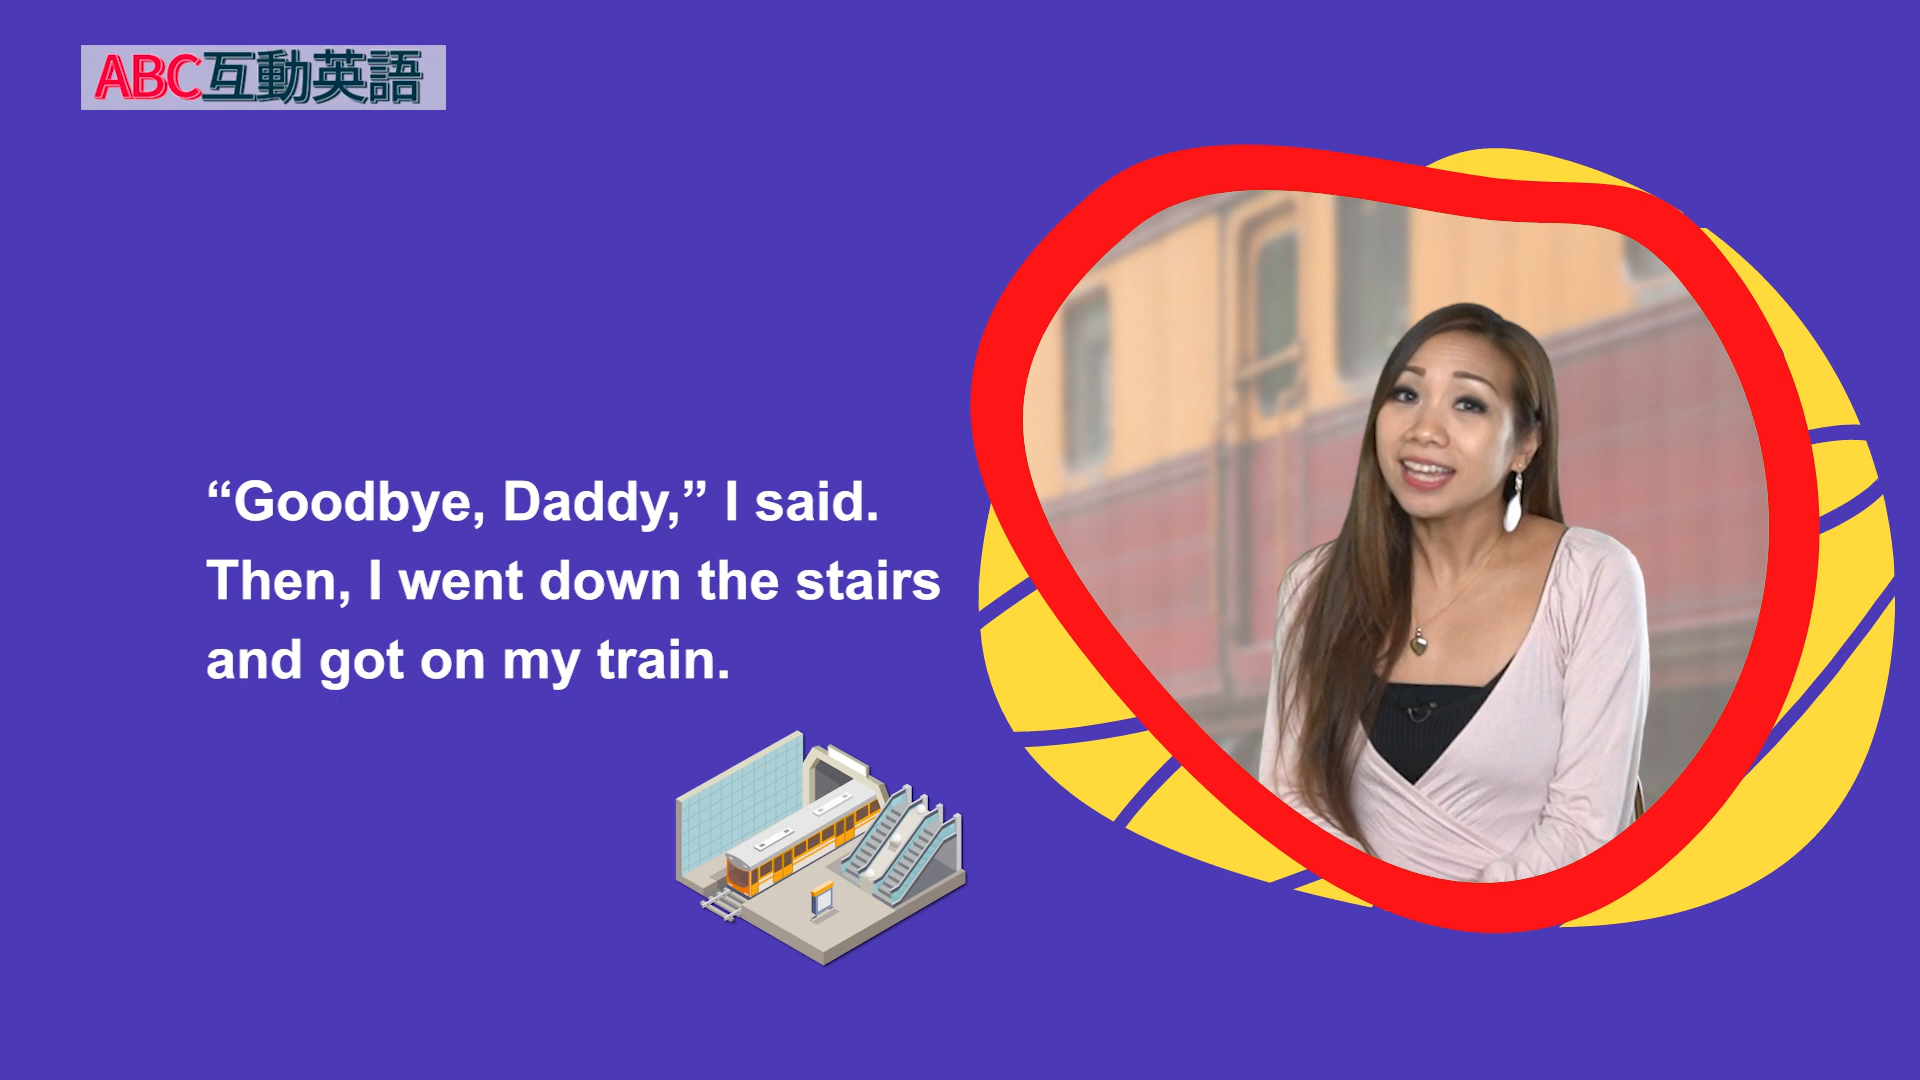 ABC互動英語
“Goodbye, Daddy,” I said.
Then, I went down the stairs
and got on my train.